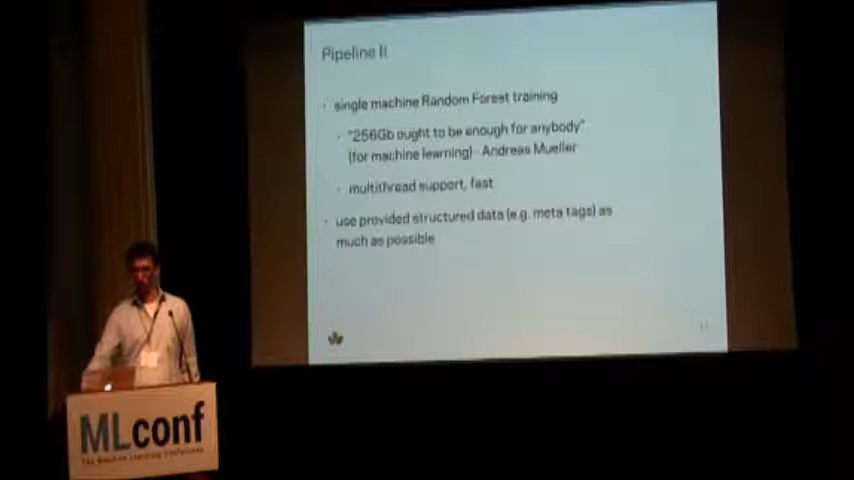 Pipeline II
single machine Random Forest training
"256Gb ought to be enough for anybody"
(for machine learning) - Andreas Mueller
multithread support, fast
use provided structured data (e.g. meta tags) as
much as possible
MLconf
The Machine Learning Conference